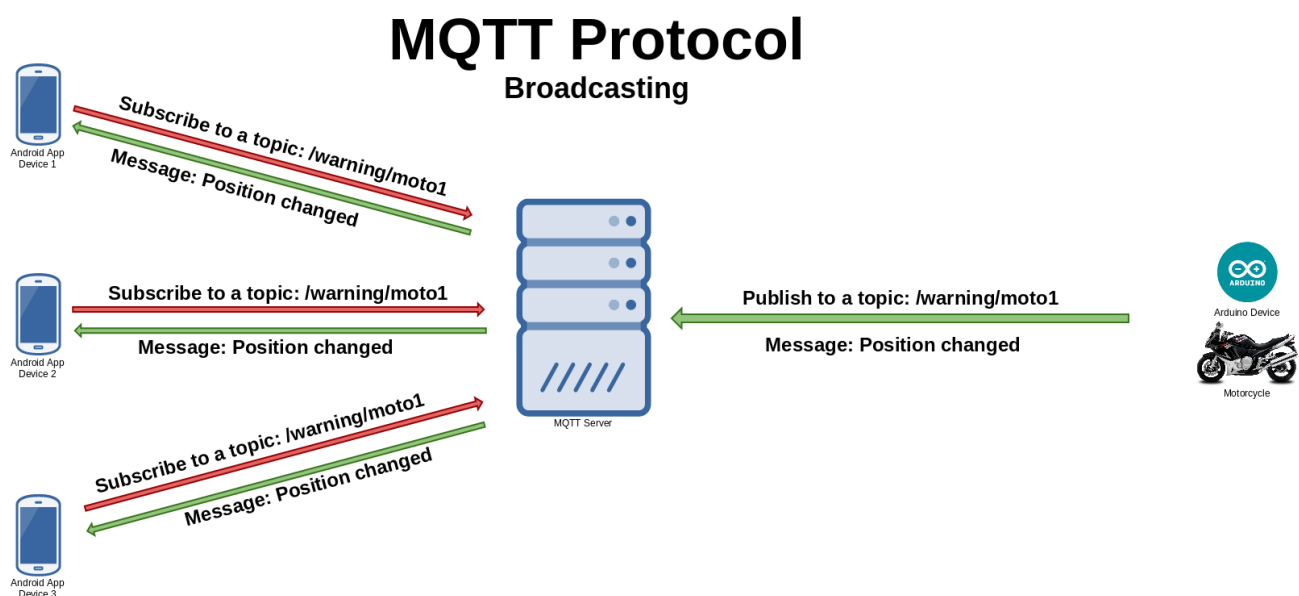 MQTT Protocol
Broadcasting
Android App
Device 1
Subscribe to a topic: /warning/moto1
Message: Position changed
Android App
Device 2
Subscribe to a topic: /warning/moto1
Message: Position changed
Android App
Device 3
Subscribe to a topic: /warning/moto1
Message: Position changed
MQTT Server
Publish to a topic: /warning/moto1
Message: Position changed
ARDUINO
Arduino Device
Motorcycle